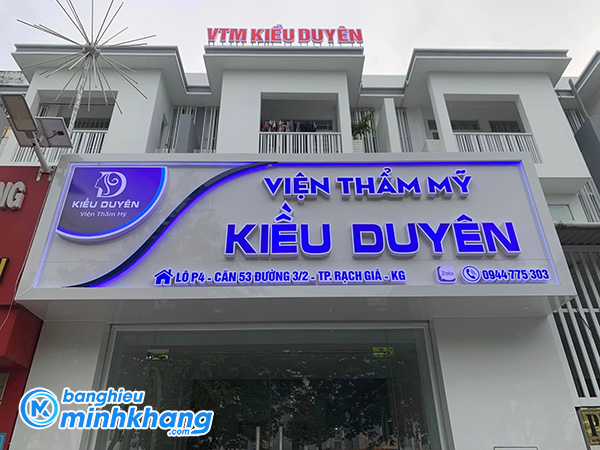 VTM KIỀU DUYÊN
KIỀU DUYÊN
Viện Thẩm Mỹ
VIỆN THẨM MỸ
KIỀU DUYÊN
LÔ P4 - CĂN 53 ĐƯỜNG 3/2 - TP. RẠCH GIÁ - KG
Zalo 0944 775 303
NG
banghieu
minhkhang
.com